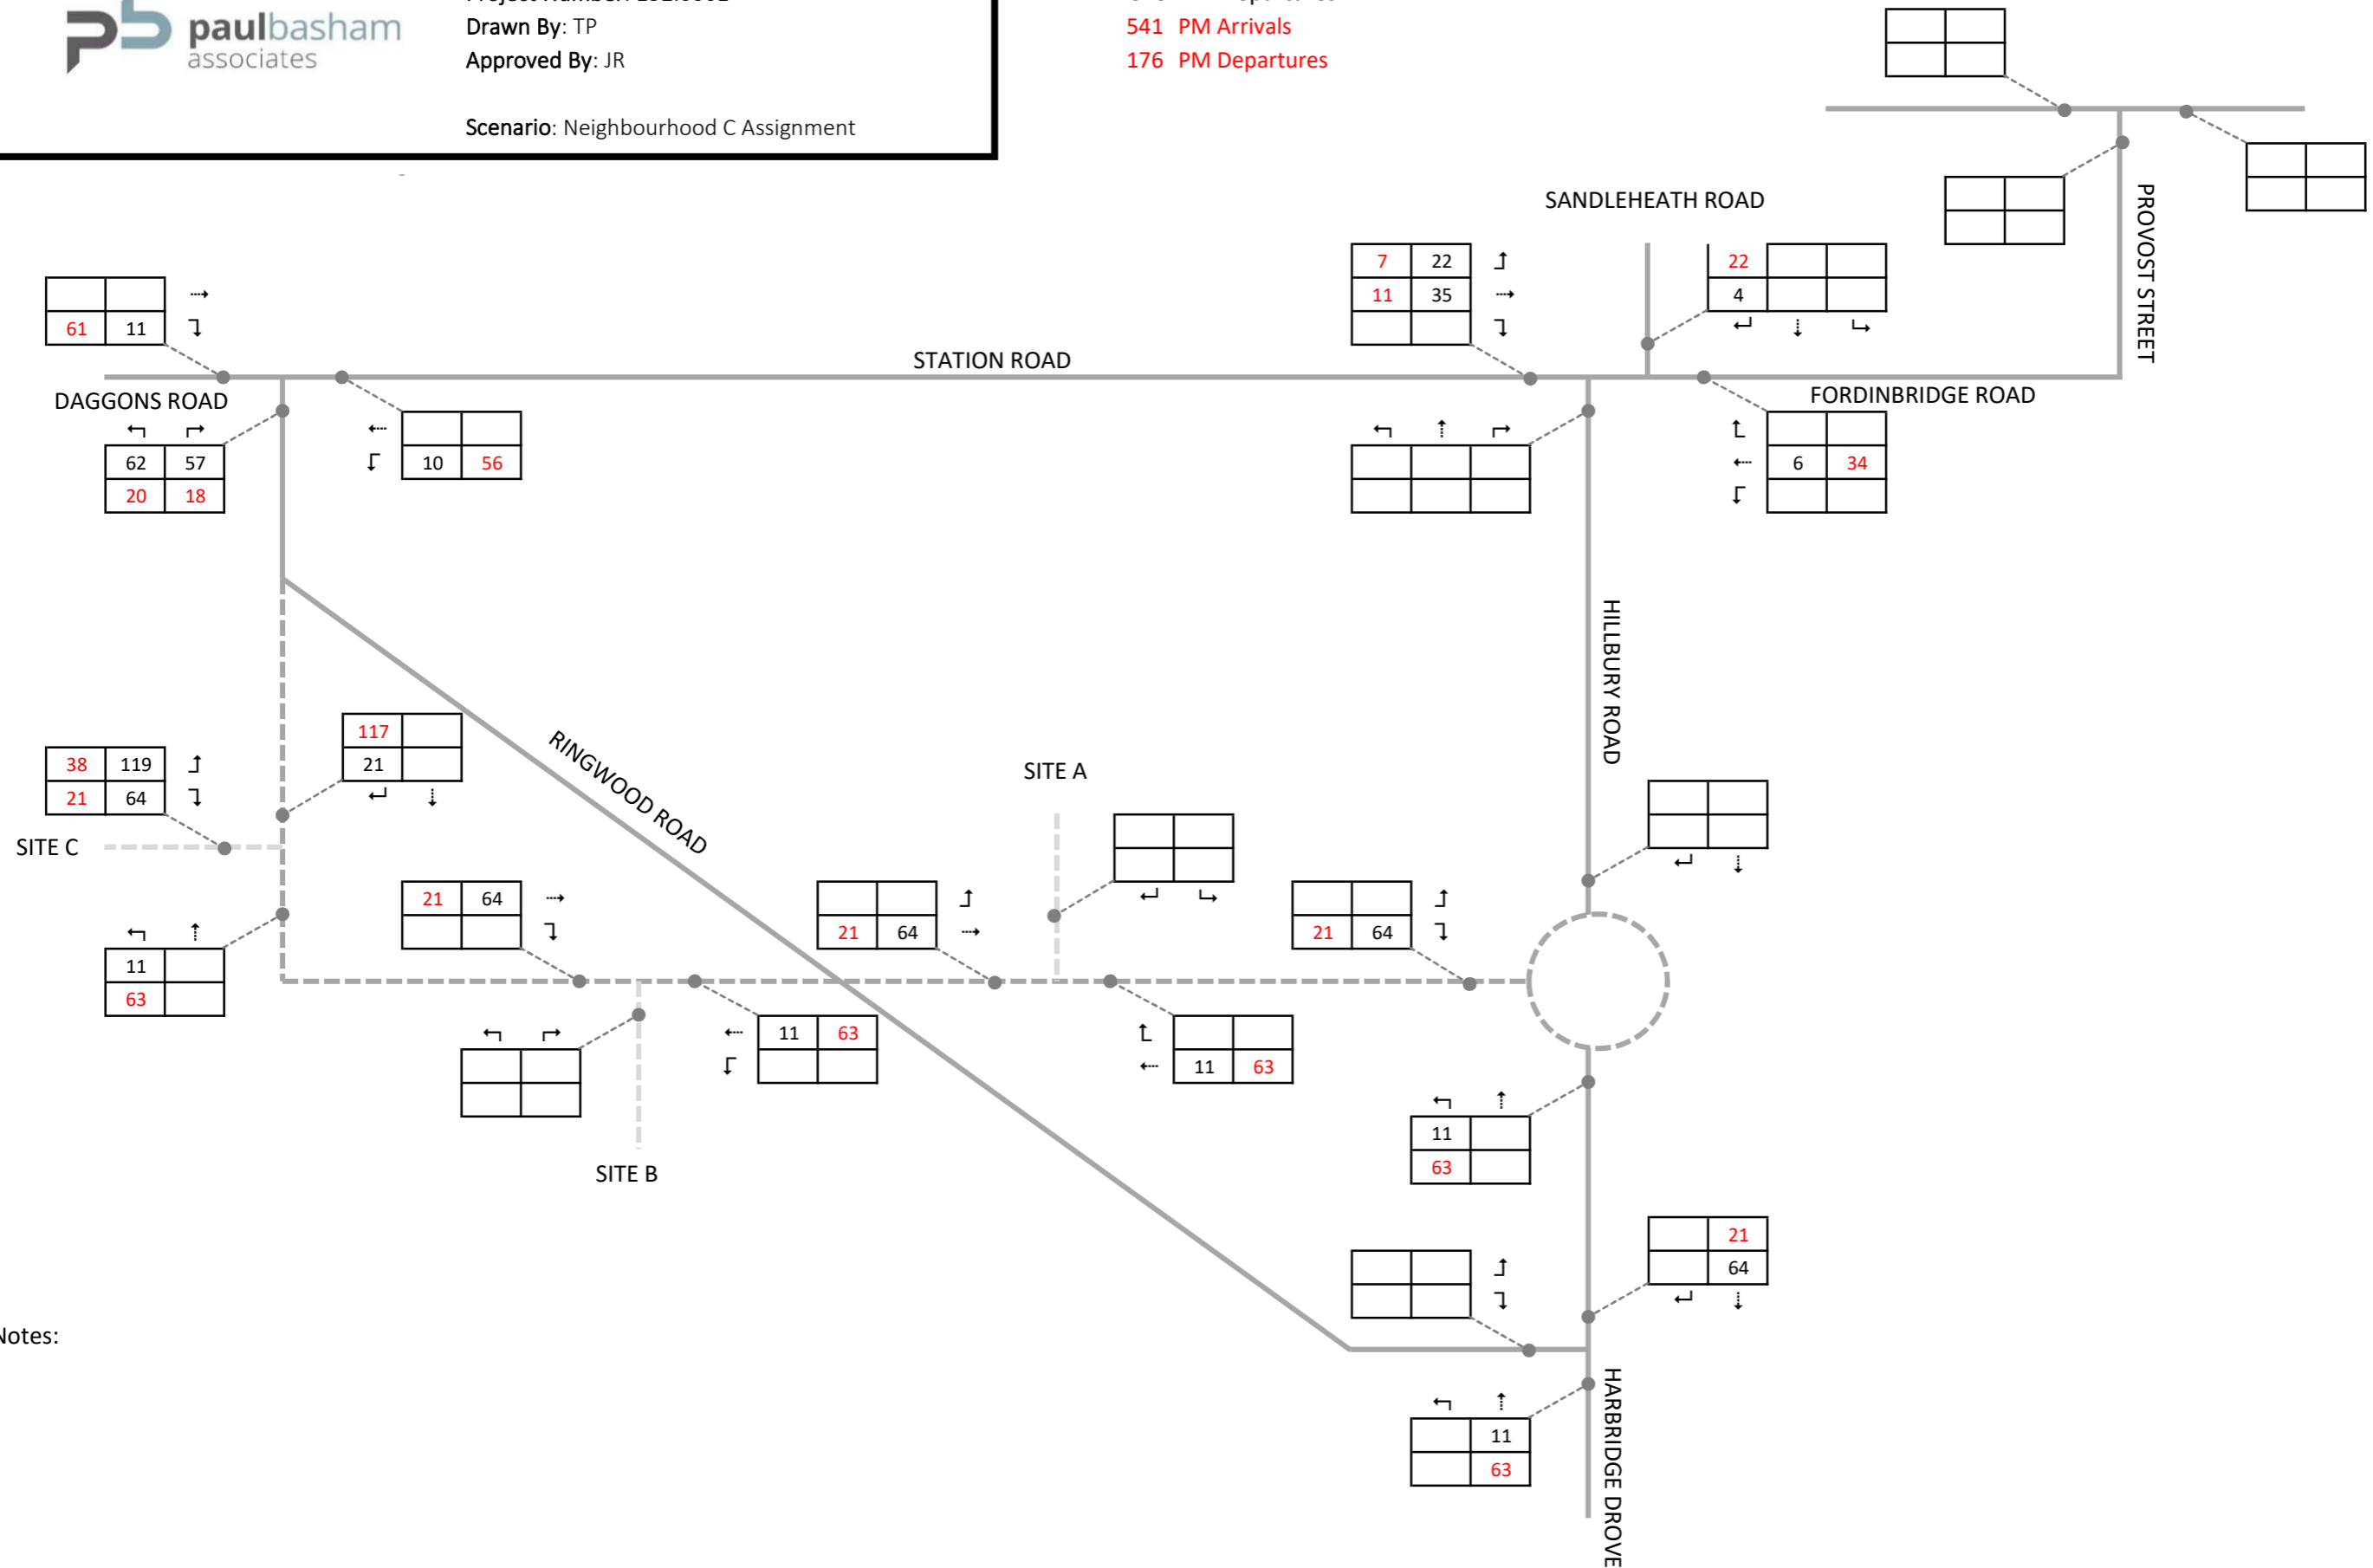 paulbasham
associates
Drawn By: TP
Approved By: JR
Scenario: Neighbourhood C Assignment
541 PM Arrivals
176 PM Departures
SANDLEHEATH ROAD
PROVOST STREET
7 22
11 35
22
4
61 11
STATION ROAD
DAGGONS ROAD
FORDINBRIDGE ROAD
62 57
20 18
10 56
6 34
HILLBURY ROAD
117
21
38 119
21 64
RINGWOOD ROAD
SITE A
SITE C
21 64
21 64
21 64
11
63
11 63
11 63
11
63
SITE B
21
64
Notes:
11
63
HARBRIDGE DROVE